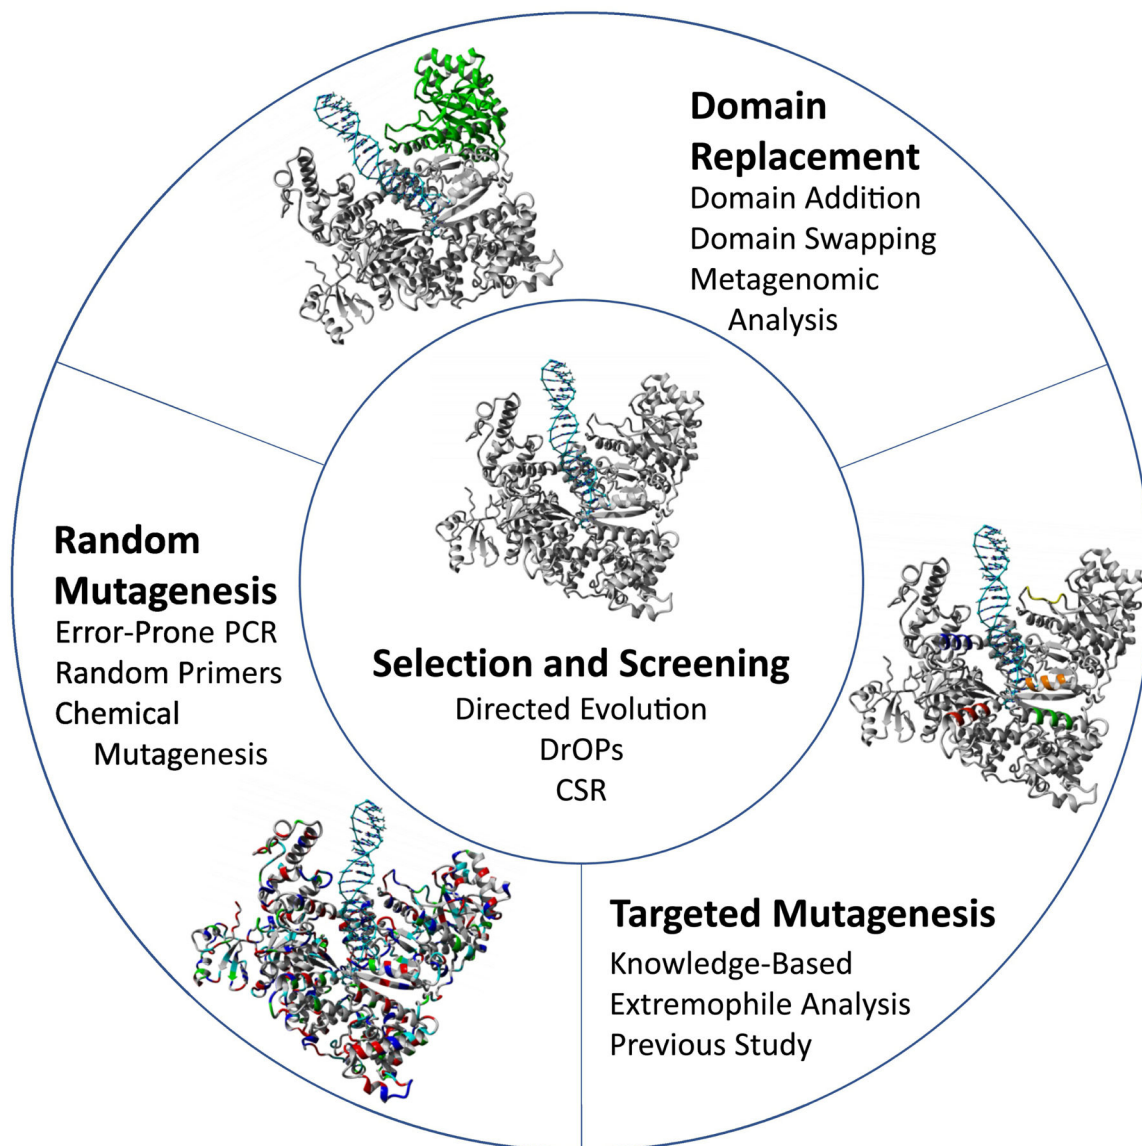 Domain
Replacement
Domain Addition
Domain Swapping
Metagenomic
Analysis
Random
Mutagenesis
Error-Prone PCR
Random Primers
Chemical
Mutagenesis
Selection and Screening
Directed Evolution
DrOPs
CSR
Targeted Mutagenesis
Knowledge-Based
Extremophile Analysis
Previous Study